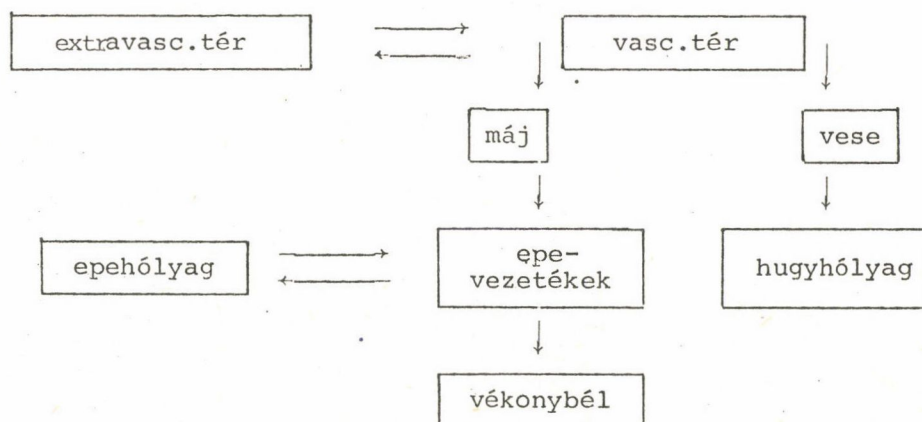 extravasc.tér
vasc.tér
máj
vese
epehólyag
epe-
vezetékek
hugyhólyag
vékonybél